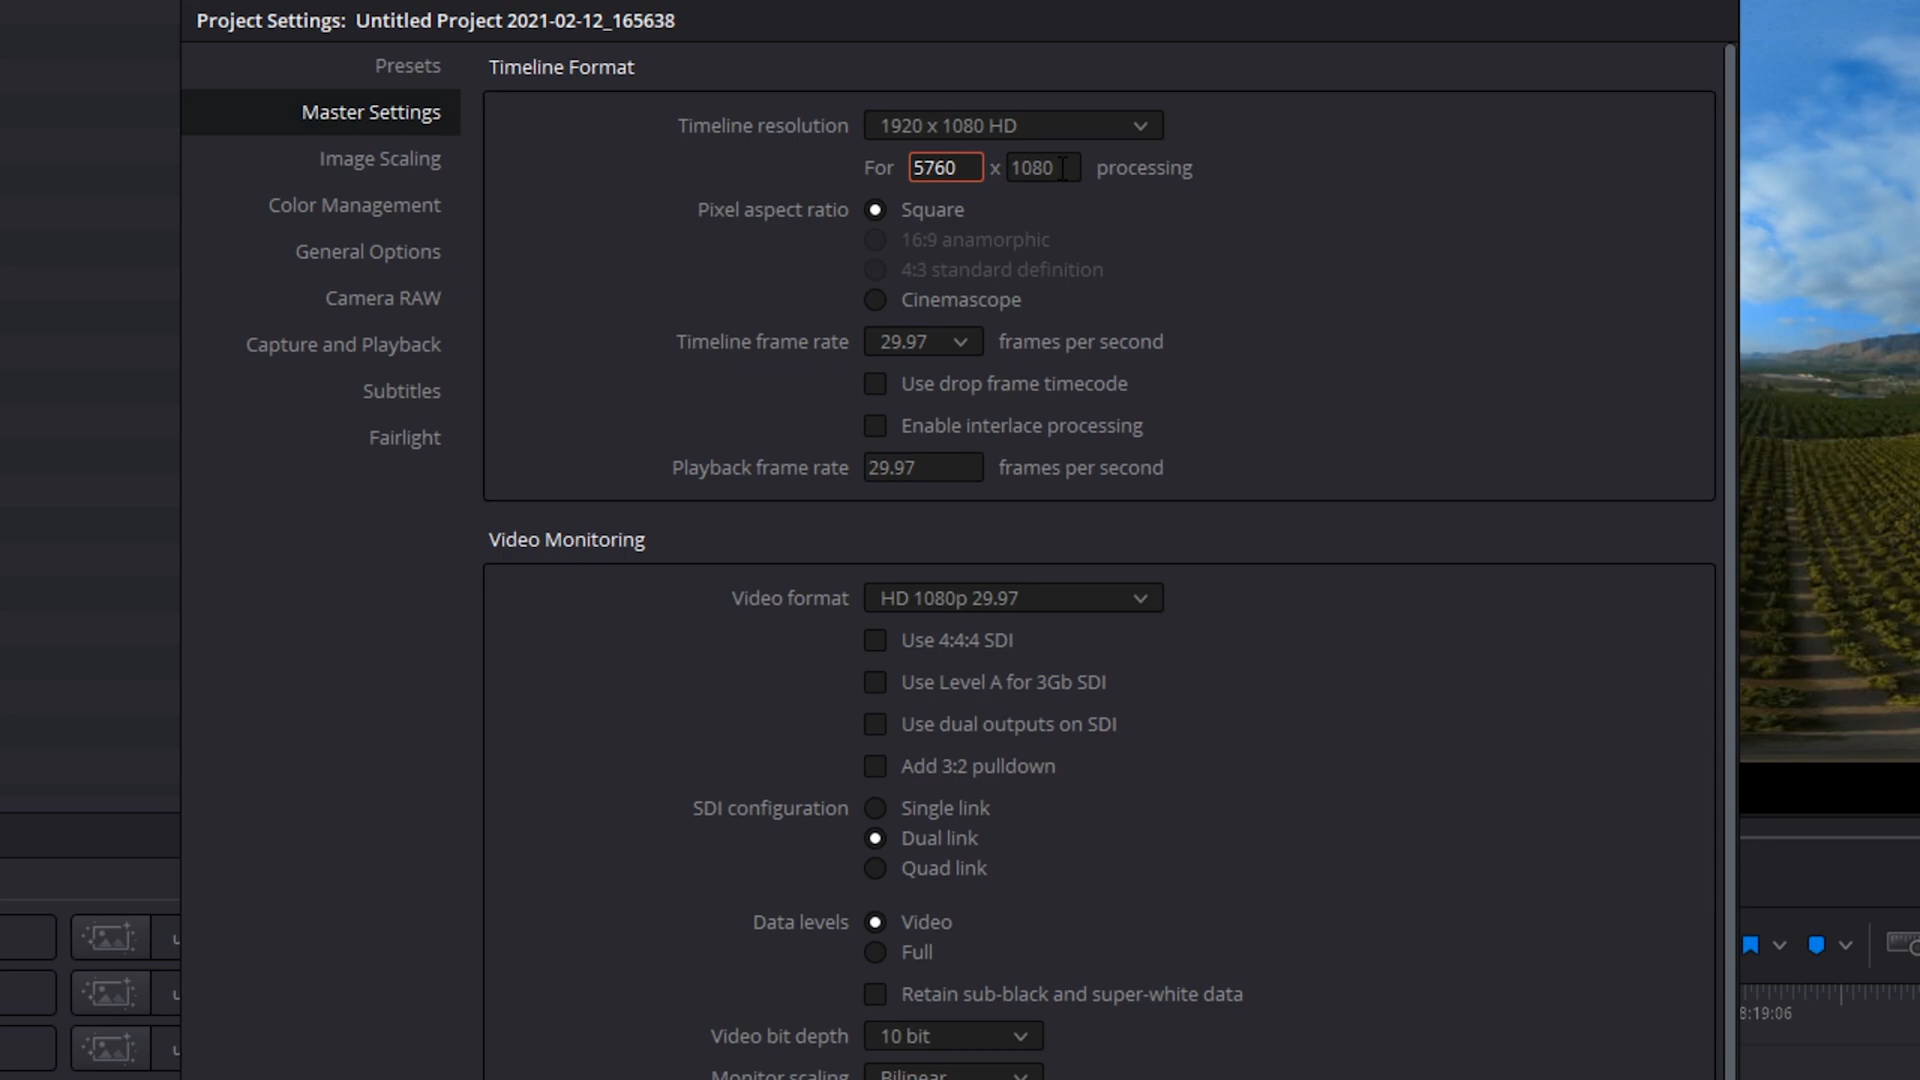 Project Settings: Untitled Project 2021-02-12_165638
Presets
Master Settings
Image Scaling
Color Management
General Options
Camera RAW
Capture and Playback
Subtitles
Fairlight
Timeline Format
Timeline resolution 1920 x 1080 HD
For 5760 x 1080 processing
Pixel aspect ratio Square
16:9 anamorphic
4:3 standard definition
Cinemascope
Timeline frame rate 29.97 frames per second
Use drop frame timecode
Enable interlace processing
Playback frame rate 29.97 frames per second
Video Monitoring
Video format HD 1080p 29.97
Use 4:4:4 SDI
Use Level A for 3Gb SDI
Use dual outputs on SDI
Add 3:2 pulldown
SDI configuration Single link
Dual link
Quad link
Data levels Video
Full
Retain sub-black and super-white data
Video bit depth 10 bit
Monitor scaling Bilinear
8:19:06